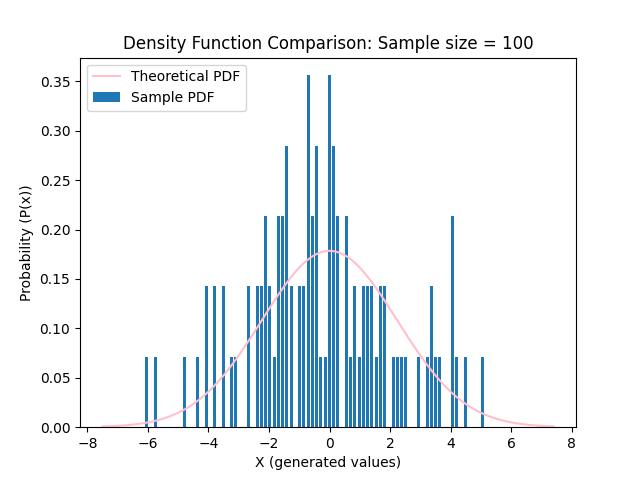 Density Function Comparison: Sample size = 100
Theoretical PDF
Sample PDF
Probability (P(x))
0.35
0.30
0.25
0.20
0.15
0.10
0.05
0.00
−8 −6 −4 −2 0 2 4 6 8
X (generated values)